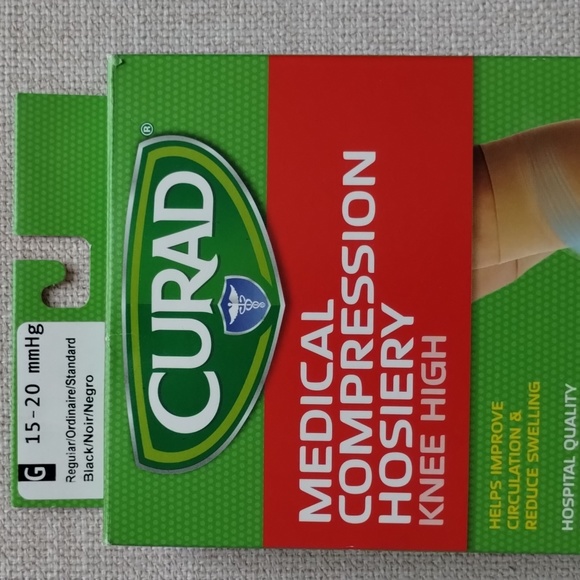 G 15-20 mmHg
Regular/Ordinaire/Standard
Black/Noir/Negro
CURAD®
MEDICAL
COMPRESSION
HOSIERY
KNEE HIGH
HELPS IMPROVE
CIRCULATION &
REDUCE SWELLING
HOSPITAL QUALITY